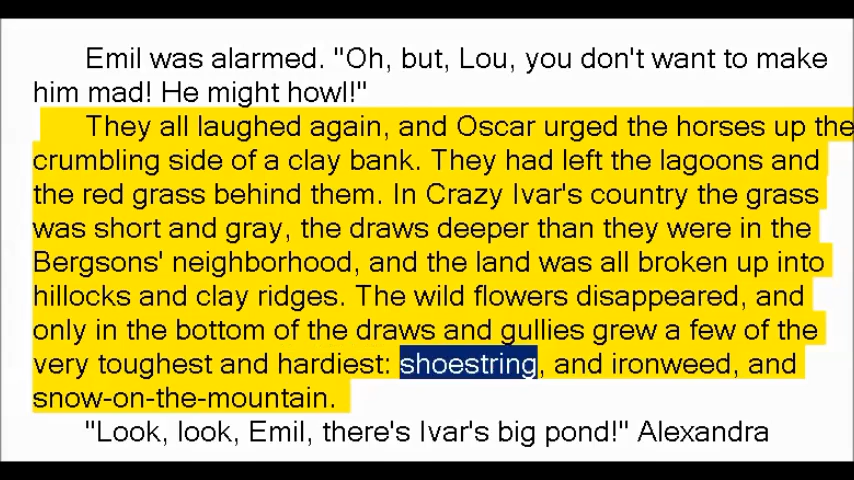 Emil was alarmed. "Oh, but, Lou, you don't want to make
him mad! He might howl!"
They all laughed again, and Oscar urged the horses up the
crumbling side of a clay bank. They had left the lagoons and
the red grass behind them. In Crazy Ivar's country the grass
was short and gray, the draws deeper than they were in the
Bergsons' neighborhood, and the land was all broken up into
hillocks and clay ridges. The wild flowers disappeared, and
only in the bottom of the draws and gullies grew a few of the
very toughest and hardiest: shoestring, and ironweed, and
snow-on-the-mountain.
"Look, look, Emil, there's Ivar's big pond!" Alexandra